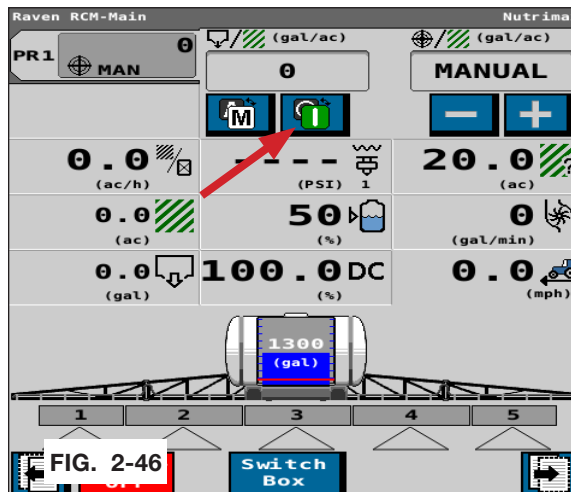 Raven RCM-Main Nutrima
PR1 0 MAN
(gal/ac) (gal/ac)
0 MANUAL
M I − +
0.0 (ac/h) ---- (PSI) 1 20.0 ? (ac)
0.0 (ac) 50 (%) 0 (gal/min)
0.0 (gal) 100.0 DC (%) 0.0 (mph)
1300
(gal)
1 2 3 4 5
FIG. 2-46
Switch
Box